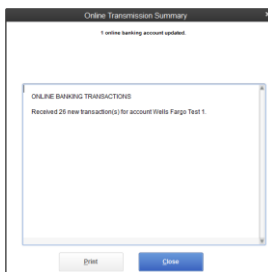 Online Transmission Summary
1 online banking account updated.
ONLINE BANKING TRANSACTIONS
Received 26 new transaction(s) for account Wells Fargo Test 1.
Print
Close